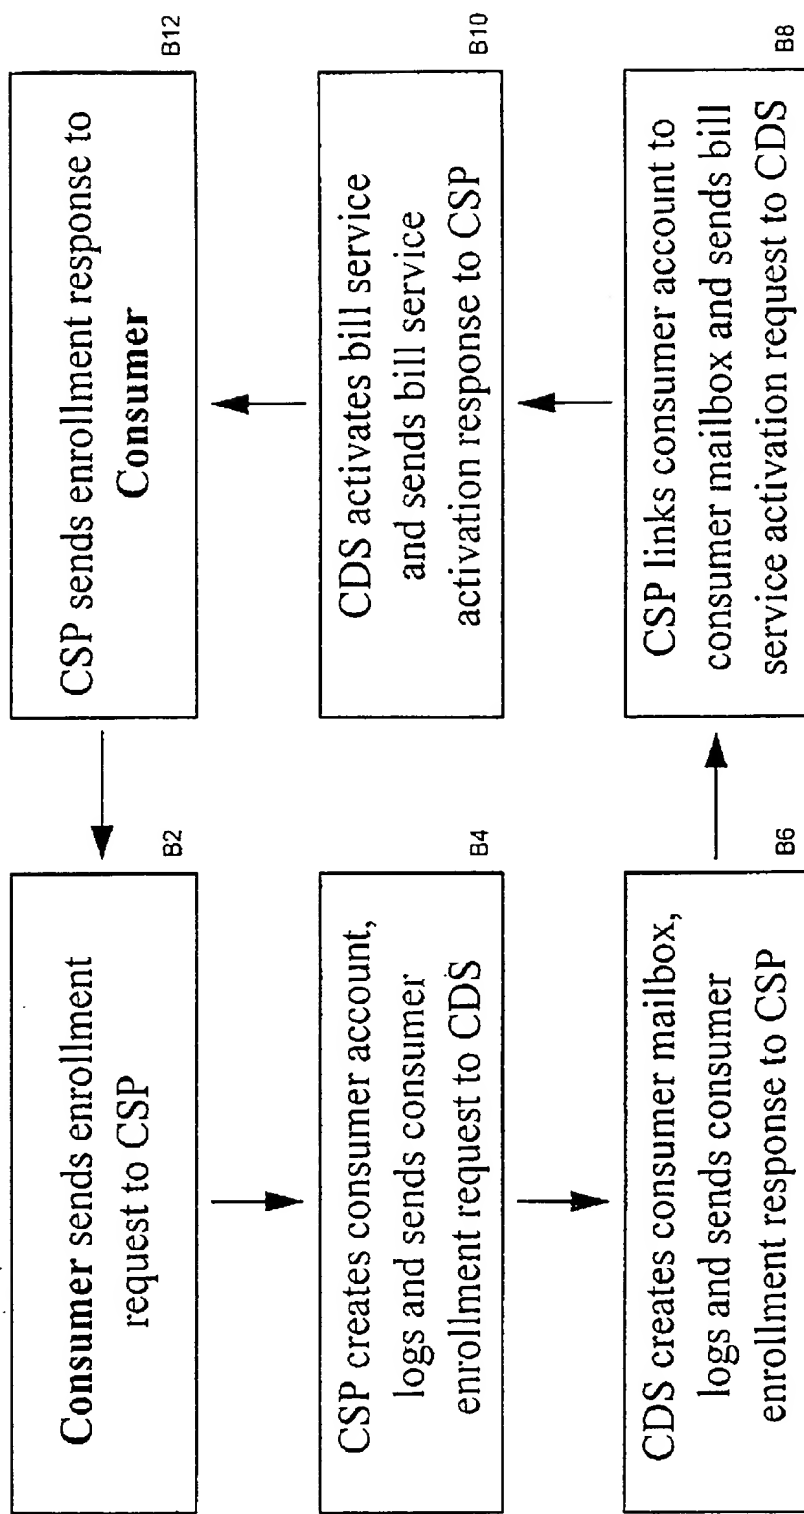 Consumer sends enrollment
request to CSP
B2
CSP creates consumer account,
logs and sends consumer
enrollment request to CDS
B4
CDS creates consumer mailbox,
logs and sends consumer
enrollment response to CSP
B6
CSP links consumer account to
consumer mailbox and sends bill
service activation request to CDS
B8
CDS activates bill service
and sends bill service
activation response to CSP
B10
CSP sends enrollment response to
Consumer
B12